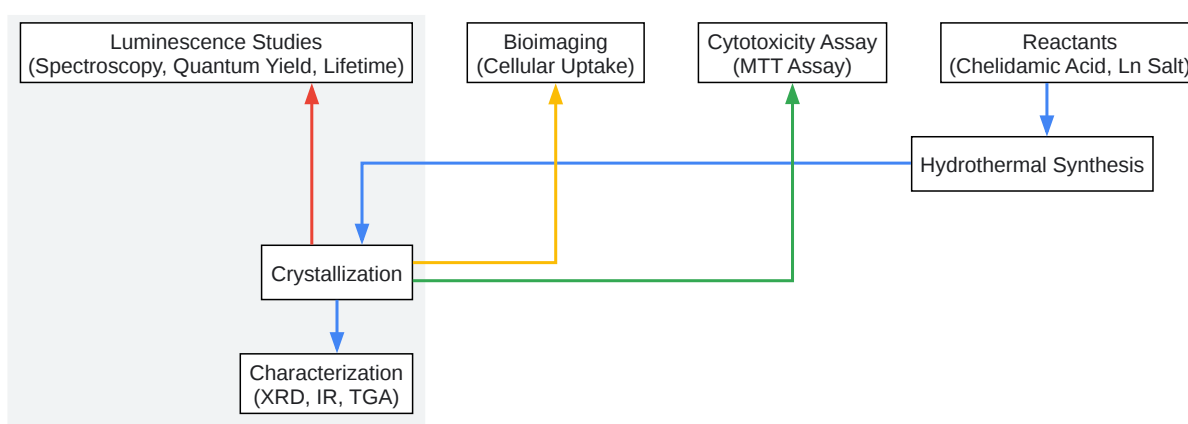 Luminescence Studies
(Spectroscopy, Quantum Yield, Lifetime)
Bioimaging
(Cellular Uptake)
Cytotoxicity Assay
(MTT Assay)
Reactants
(Chelidamic Acid, Ln Salt)
Hydrothermal Synthesis
Crystallization
Characterization
(XRD, IR, TGA)